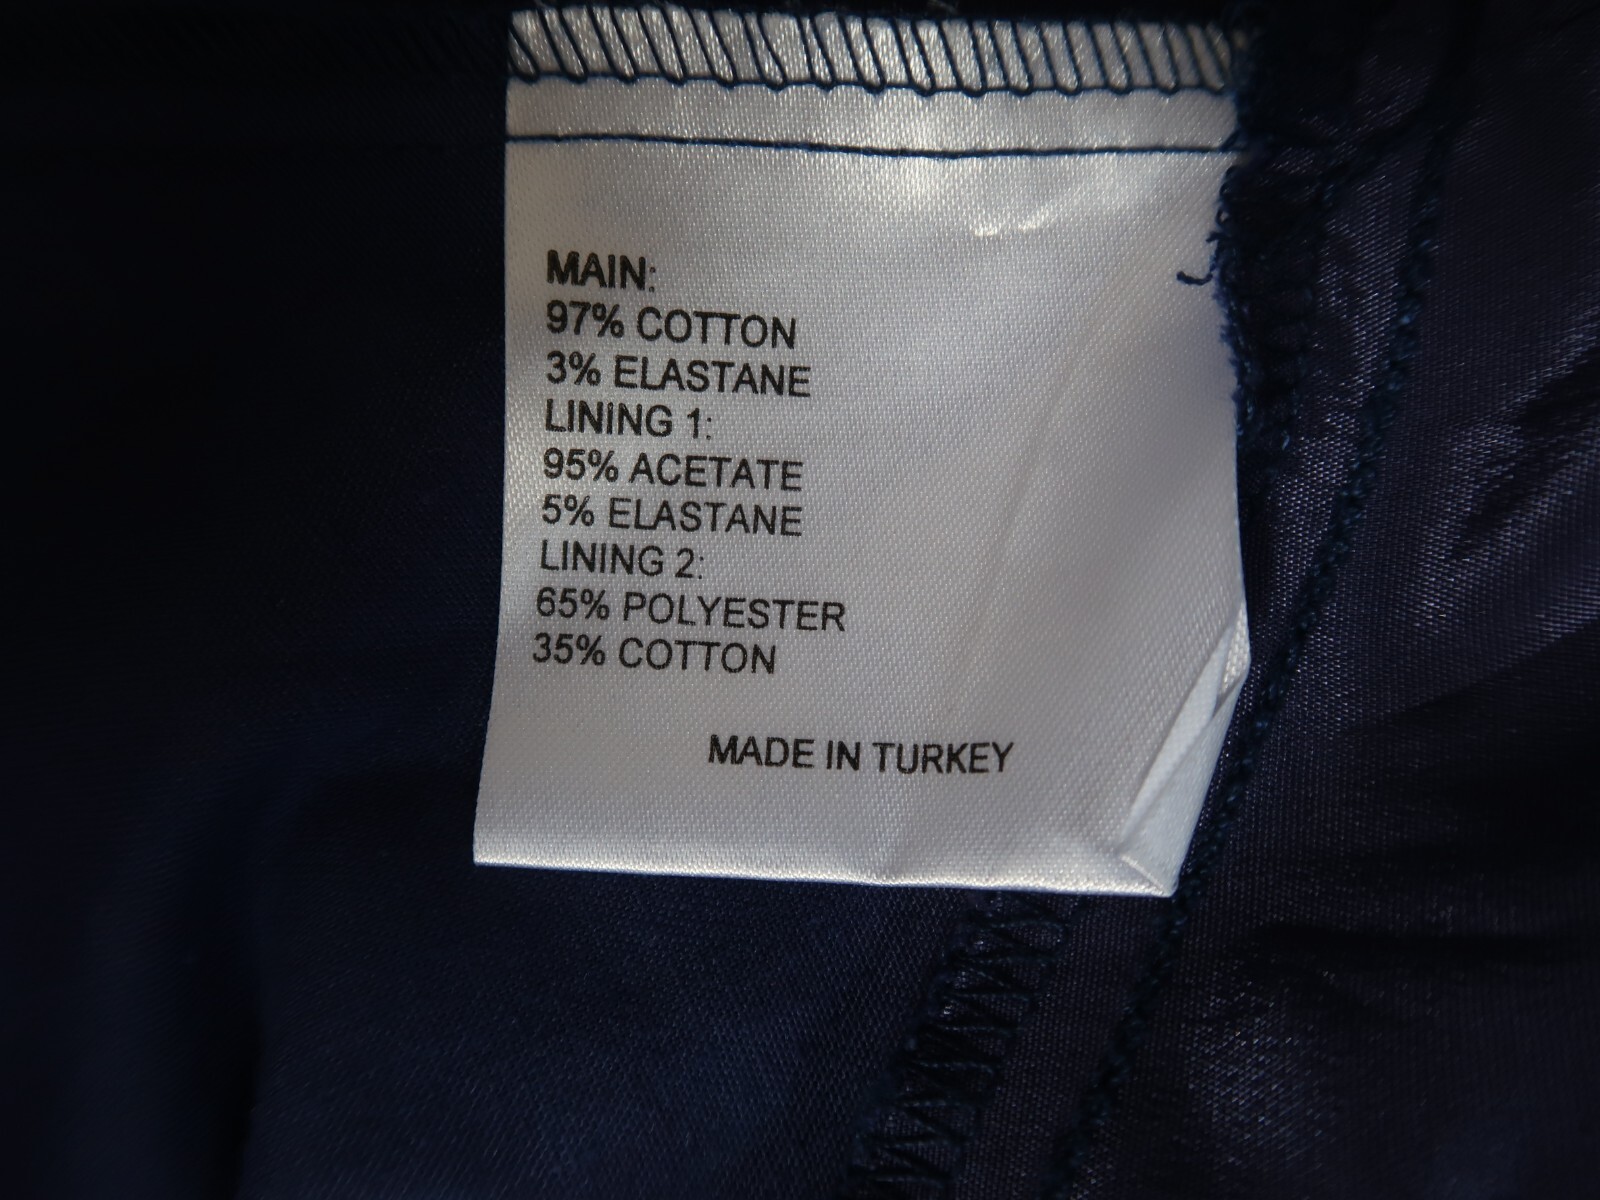 MAIN:
97% COTTON
3% ELASTANE
LINING 1:
95% ACETATE
5% ELASTANE
LINING 2:
65% POLYESTER
35% COTTON
MADE IN TURKEY